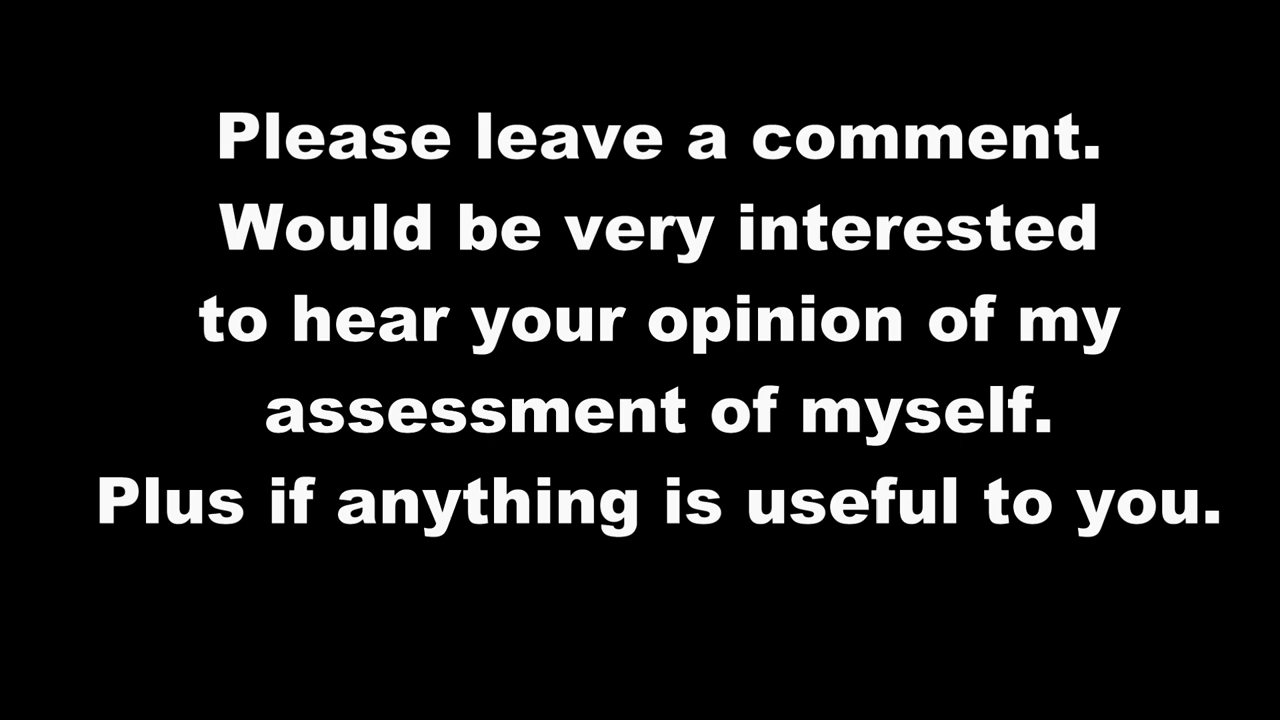 Please leave a comment.
Would be very interested
to hear your opinion of my
assessment of myself.
Plus if anything is useful to you.